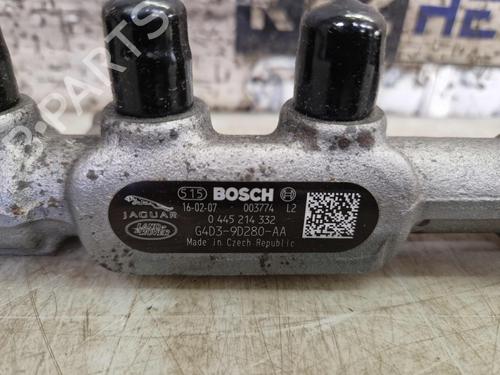 S15 BOSCH
16-02-07 003774 L2
JAGUAR 0 445 214 332
LAND ROVER G4D3-9D280-AA
Made in Czech Republic
B-PARTS